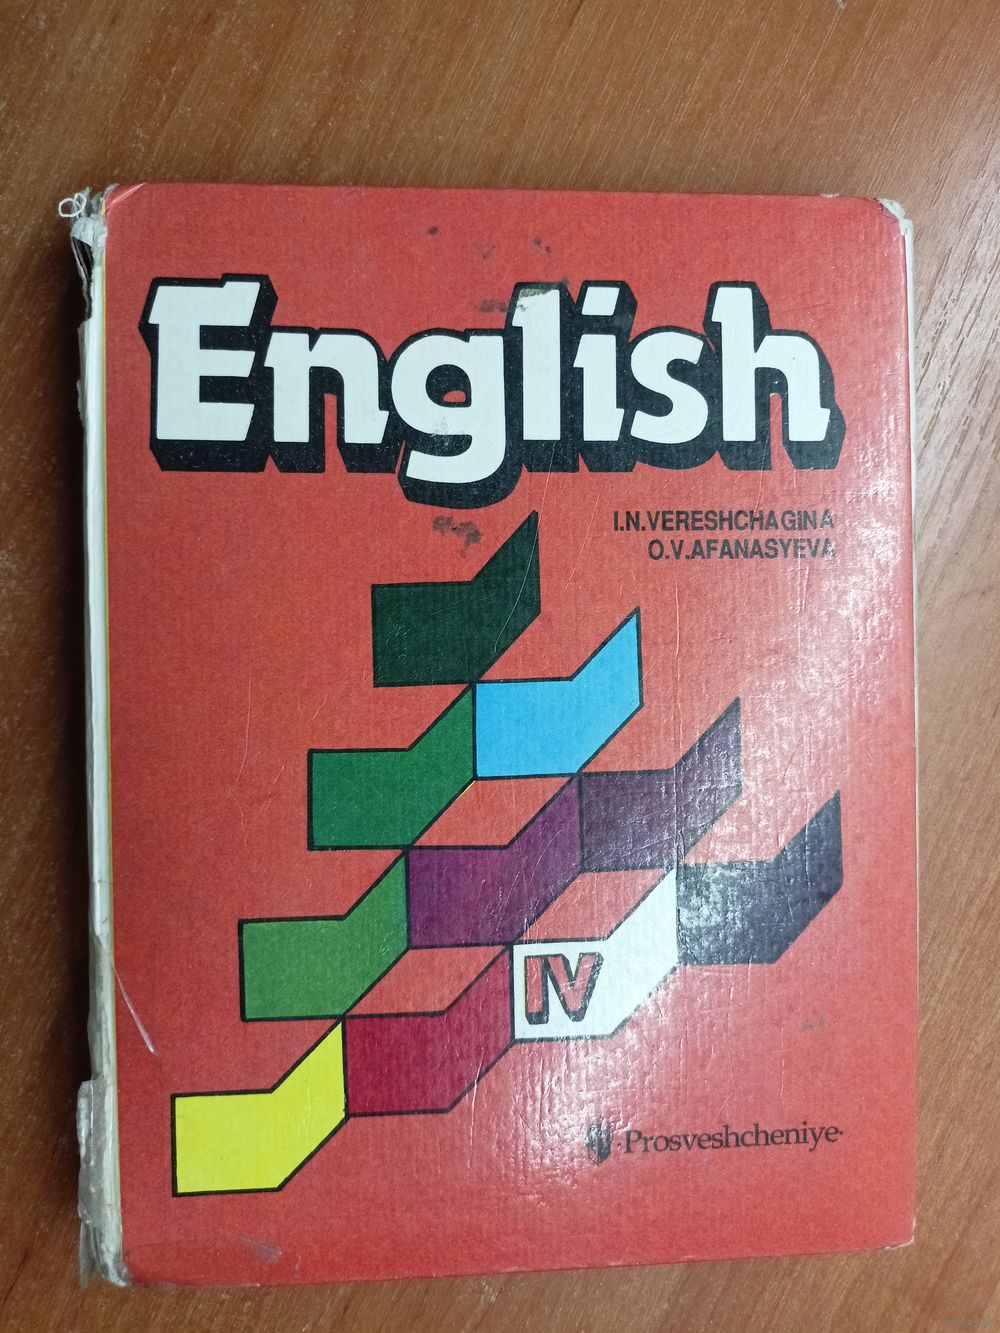 English
I.N.VERESHCHAGINA
O.V.AFANASYEVA
IV
Prosveshcheniye